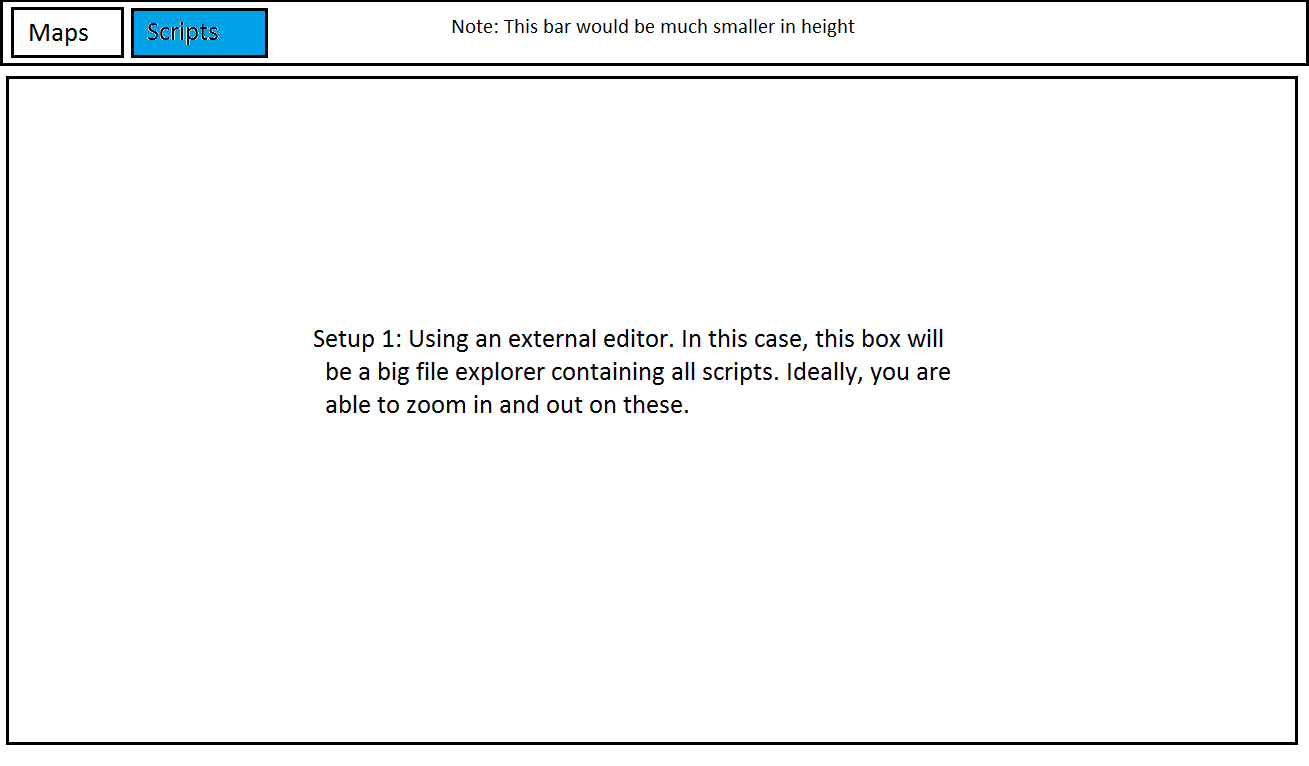 Maps
Scripts
Note: This bar would be much smaller in height
Setup 1: Using an external editor. In this case, this box will
be a big file explorer containing all scripts. Ideally, you are
able to zoom in and out on these.